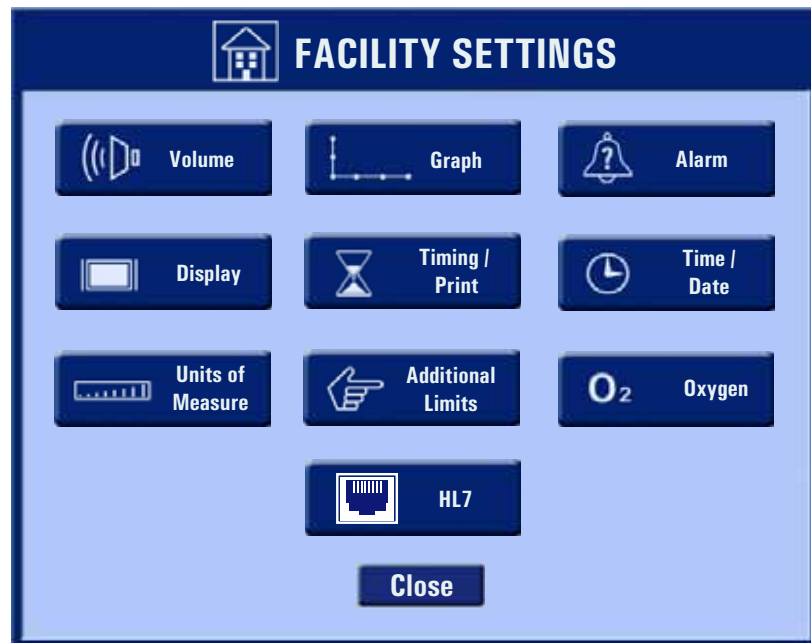 FACILITY SETTINGS
Volume
Graph
? Alarm
Display
Timing /
Print
Time /
Date
Units of
Measure
Additional
Limits
O2 Oxygen
HL7
Close